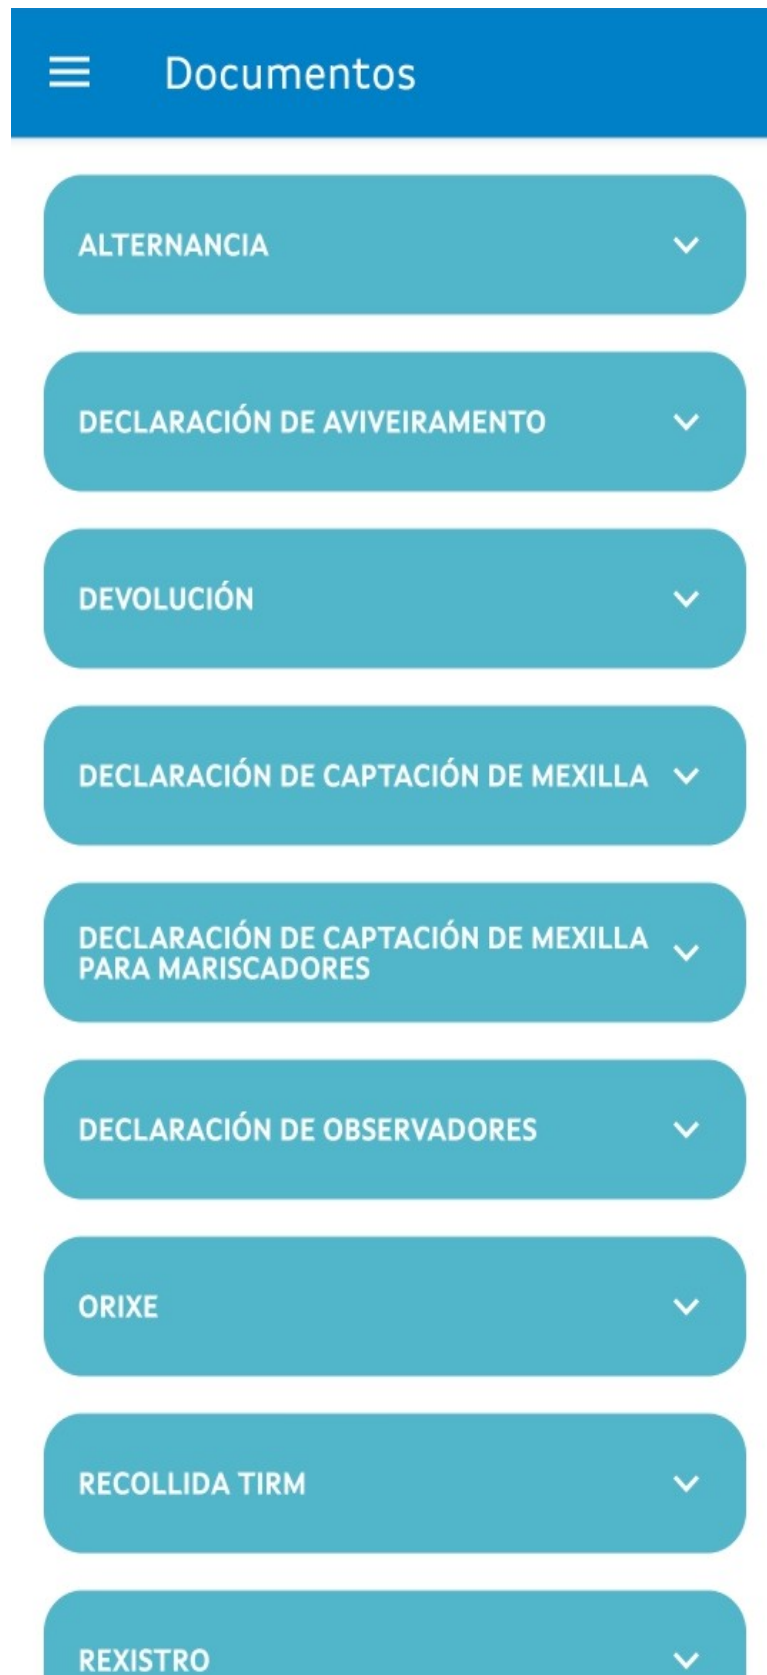 Documentos
ALTERNANCIA
DECLARACIÓN DE AVIVEIRAMENTO
DEVOLUCIÓN
DECLARACIÓN DE CAPTACIÓN DE MEXILLA
DECLARACIÓN DE CAPTACIÓN DE MEXILLA
PARA MARISCADORES
DECLARACIÓN DE OBSERVADORES
ORIXE
RECOLLIDA TIRM
REXISTRO